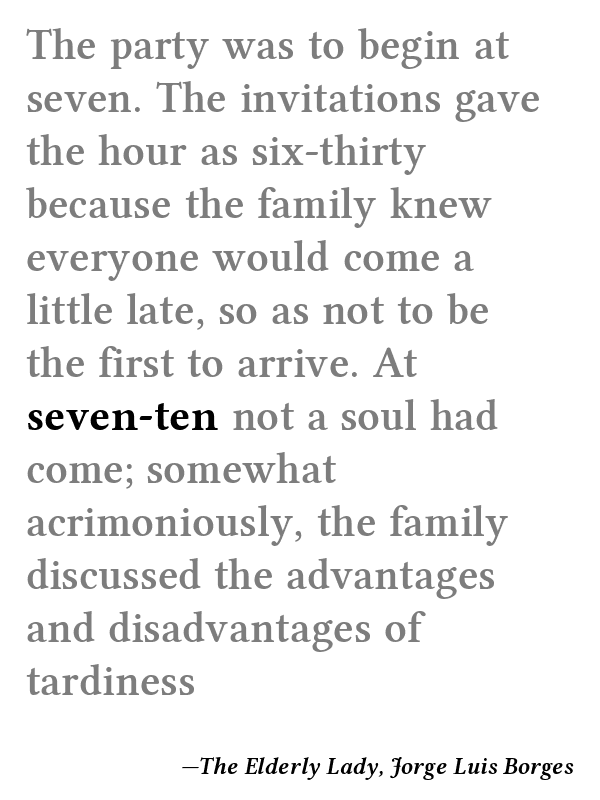 The party was to begin at
seven. The invitations gave
the hour as six-thirty
because the family knew
everyone would come a
little late, so as not to be
the first to arrive. At
seven-ten not a soul had
come; somewhat
acrimoniously, the family
discussed the advantages
and disadvantages of
tardiness
—The Elderly Lady, Jorge Luis Borges